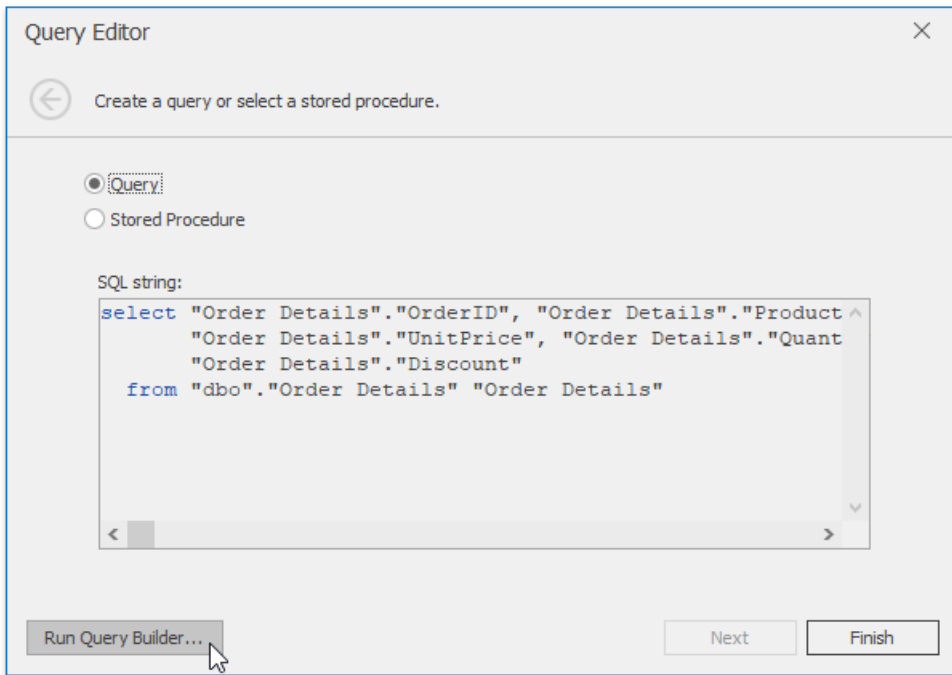 Query Editor
Create a query or select a stored procedure.
Query
Stored Procedure
SQL string:
select "Order Details"."OrderID", "Order Details"."Product
"Order Details"."UnitPrice", "Order Details"."Quant
"Order Details"."Discount"
from "dbo"."Order Details" "Order Details"
Run Query Builder...
Next
Finish